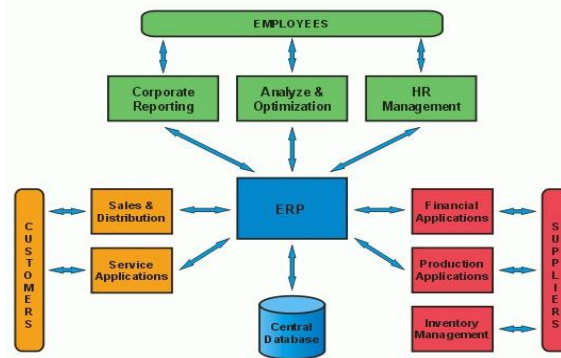 EMPLOYEES
Corporate
Reporting
Analyze &
Optimization
HR
Management
CUSTOMERS
Sales &
Distribution
Service
Applications
ERP
Central
Database
Financial
Applications
Production
Applications
Inventory
Management
SUPPLIERS